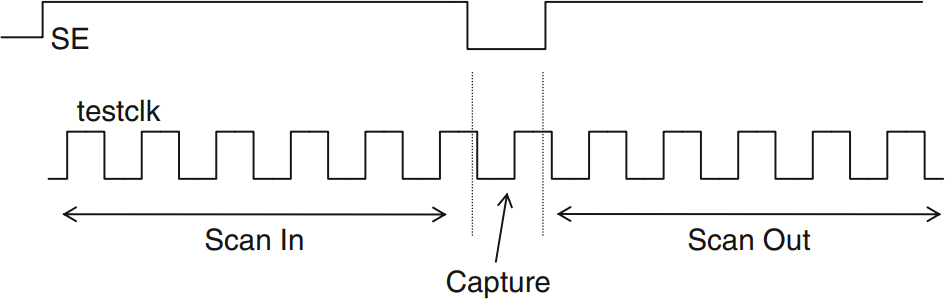 SE
testclk
Scan In
Scan Out
Capture